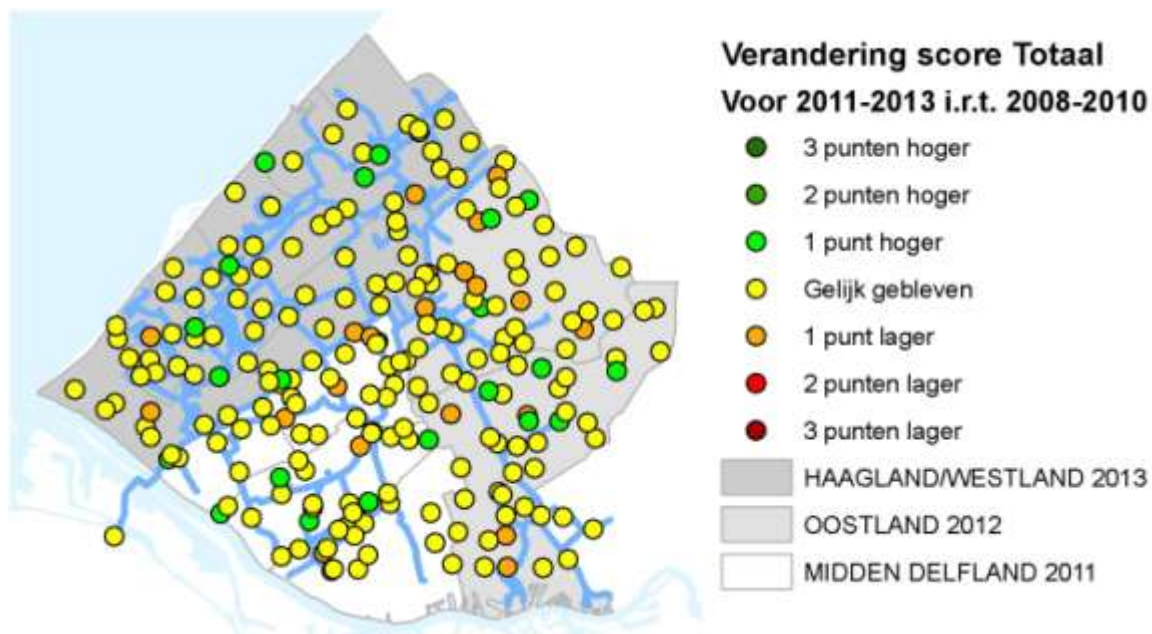 Verandering score Totaal
Voor 2011-2013 i.r.t. 2008-2010
3 punten hoger
2 punten hoger
1 punt hoger
Gelijk gebleven
1 punt lager
2 punten lager
3 punten lager
HAAGLAND/WESTLAND 2013
OOSTLAND 2012
MIDDEN DELFLAND 2011